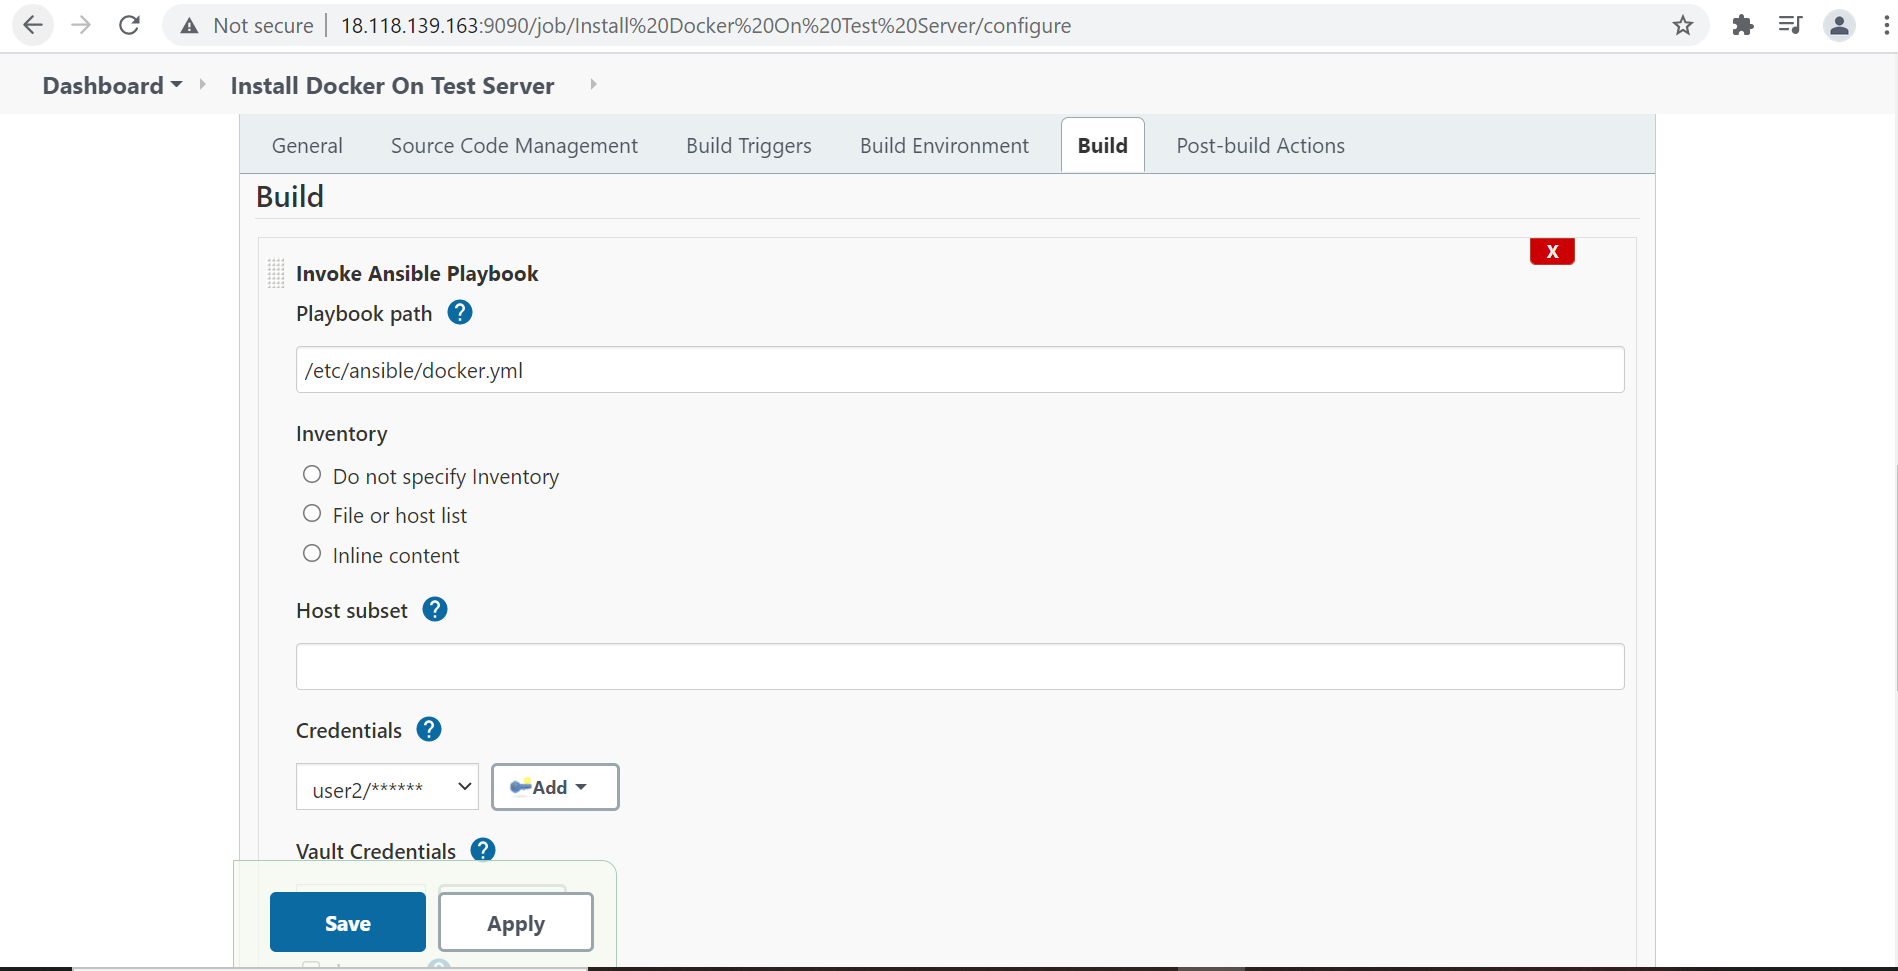 Not secure | 18.118.139.163:9090/job/Install%20Docker%20On%20Test%20Server/configure
Dashboard Install Docker On Test Server
General Source Code Management Build Triggers Build Environment Build Post-build Actions
Build
X
Invoke Ansible Playbook
Playbook path ?
/etc/ansible/docker.yml
Inventory
Do not specify Inventory
File or host list
Inline content
Host subset ?
Credentials ?
user2/****** Add
Vault Credentials ?
Save Apply